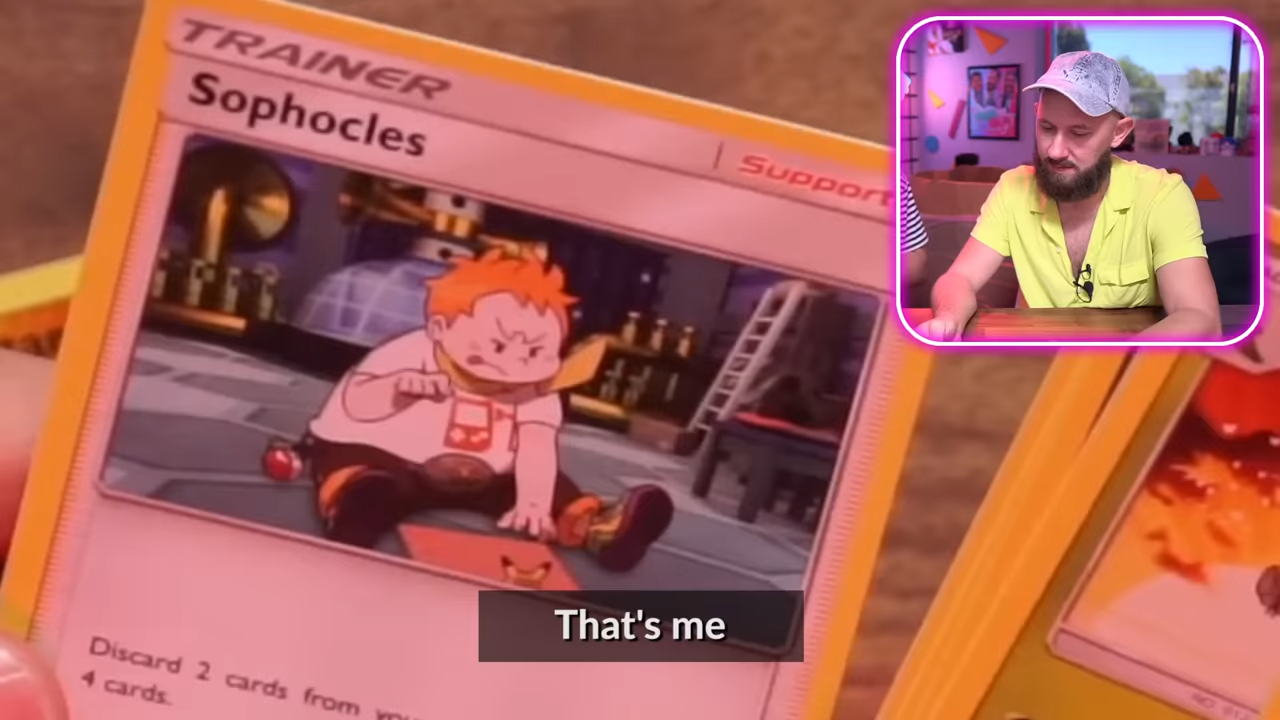 TRAINER
Sophocles
Support
Discard 2 cards from
4 cards.
That's me